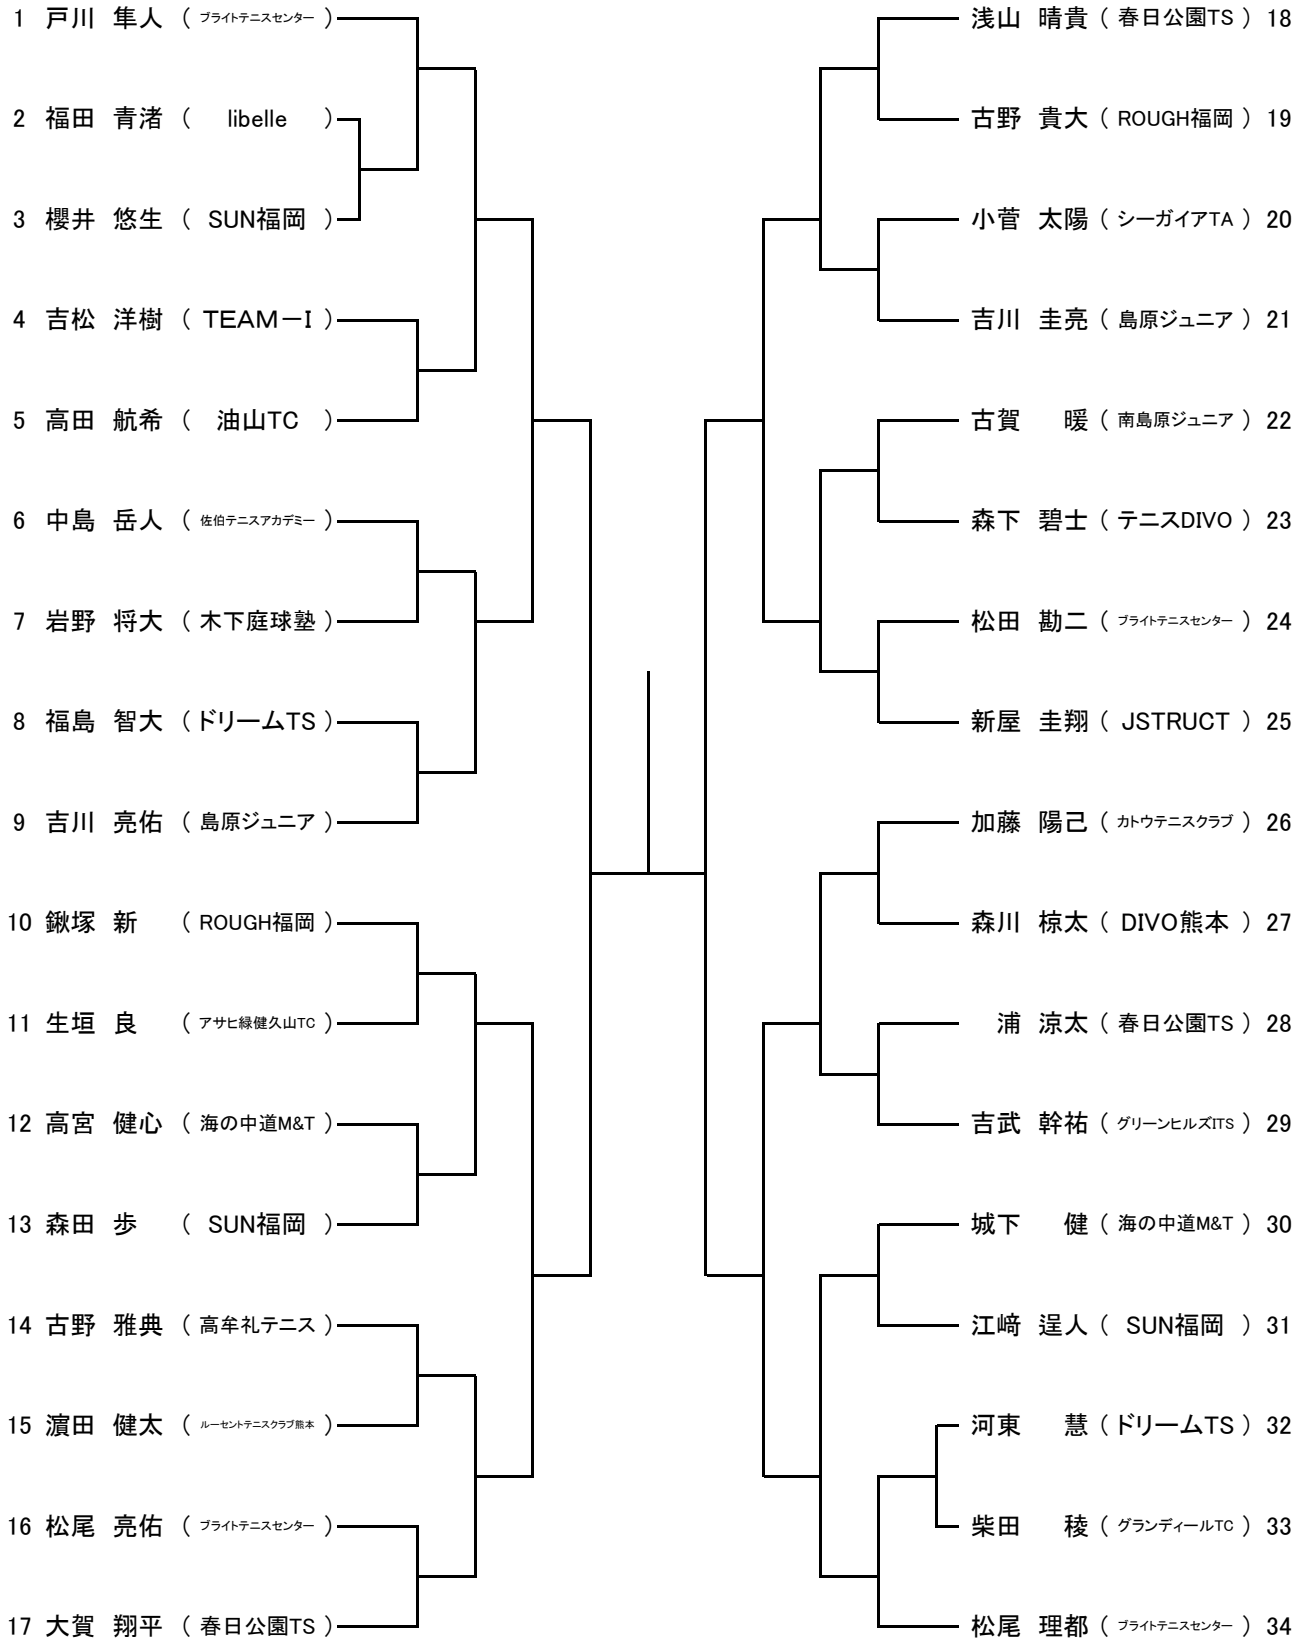 1 戸川 隼人 ( ブライトテニスセンター )
2 福田 青渚 ( libelle )
3 櫻井 悠生 ( SUN福岡 )
4 吉松 洋樹 ( TEAM－I )
5 高田 航希 ( 油山TC )
6 中島 岳人 ( 佐伯テニスアカデミー )
7 岩野 将大 ( 木下庭球塾 )
8 福島 智大 ( ドリームTS )
9 吉川 亮佑 ( 島原ジュニア )
10 鍬塚 新 ( ROUGH福岡 )
11 生垣 良 ( アサヒ緑健久山TC )
12 高宮 健心 ( 海の中道M&T )
13 森田 歩 ( SUN福岡 )
14 古野 雅典 ( 高牟礼テニス )
15 濵田 健太 ( ルーセントテニスクラブ熊本 )
16 松尾 亮佑 ( ブライトテニスセンター )
17 大賀 翔平 ( 春日公園TS )
浅山 晴貴 ( 春日公園TS ) 18
古野 貴大 ( ROUGH福岡 ) 19
小菅 太陽 ( シーガイアTA ) 20
吉川 圭亮 ( 島原ジュニア ) 21
古賀 暖 ( 南島原ジュニア ) 22
森下 碧士 ( テニスDIVO ) 23
松田 勘二 ( ブライトテニスセンター ) 24
新屋 圭翔 ( JSTRUCT ) 25
加藤 陽己 ( カトウテニスクラブ ) 26
森川 椋太 ( DIVO熊本 ) 27
浦 涼太 ( 春日公園TS ) 28
吉武 幹祐 ( グリーンヒルズITS ) 29
城下 健 ( 海の中道M&T ) 30
江﨑 逞人 ( SUN福岡 ) 31
河東 慧 ( ドリームTS ) 32
柴田 稜 ( グランディールTC ) 33
松尾 理都 ( ブライトテニスセンター ) 34